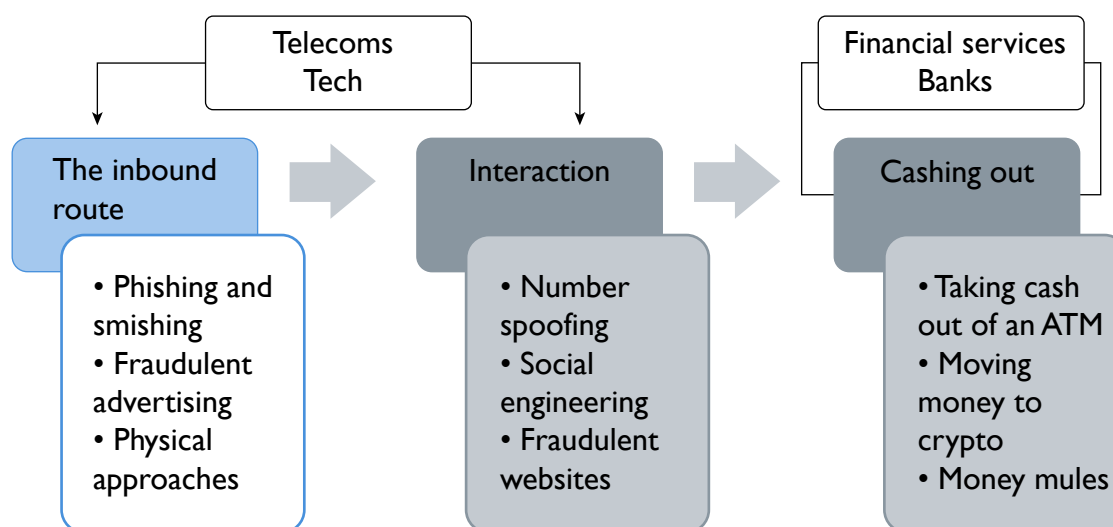 Telecoms
Tech
Financial services
Banks
The inbound
route
Interaction
Cashing out
• Phishing and
smishing
• Fraudulent
advertising
• Physical
approaches
• Number
spoofing
• Social
engineering
• Fraudulent
websites
• Taking cash
out of an ATM
• Moving
money to
crypto
• Money mules